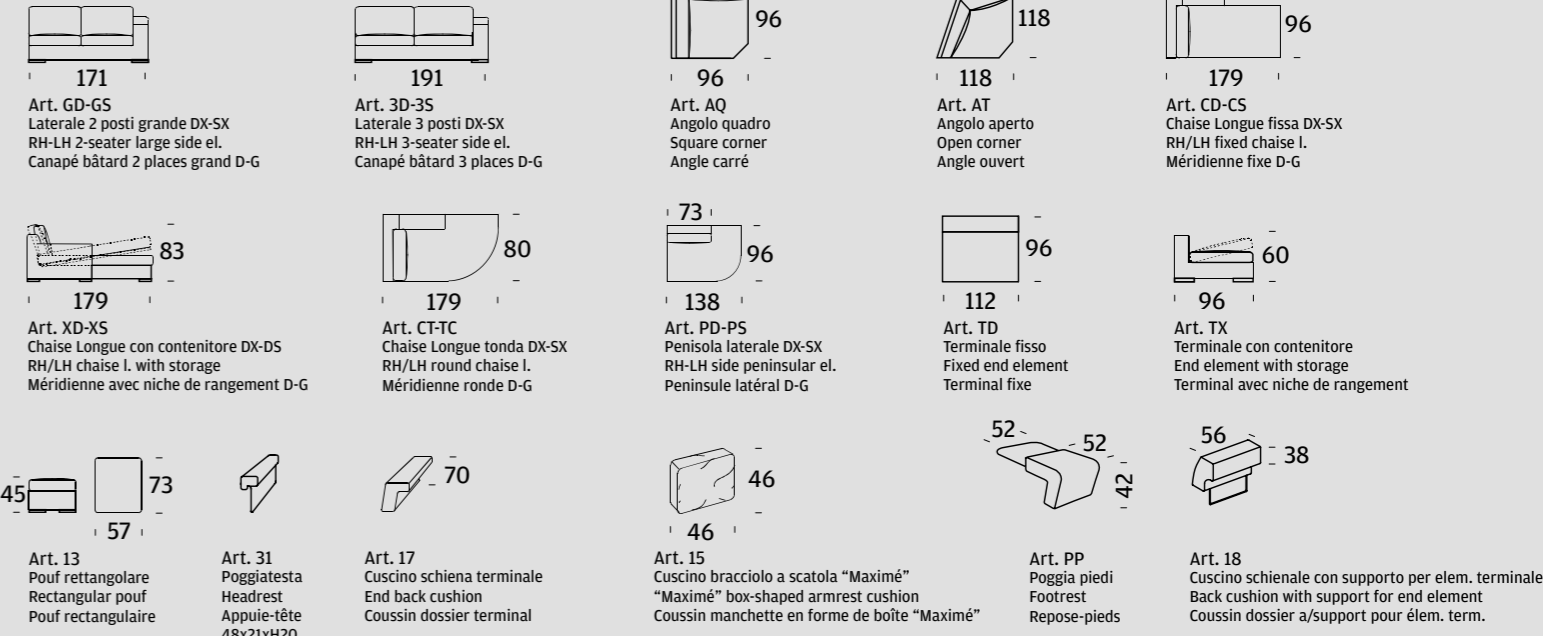 171
Art. GD-GS
Laterale 2 posti grande DX-SX
RH-LH 2-seater large side el.
Canapé bâtard 2 places grand D-G
191
Art. 3D-3S
Laterale 3 posti DX-SX
RH-LH 3-seater side el.
Canapé bâtard 3 places D-G
96
96
Art. AQ
Angolo quadro
Square corner
Angle carré
118
118
Art. AT
Angolo aperto
Open corner
Angle ouvert
96
179
Art. CD-CS
Chaise Longue fissa DX-SX
RH/LH fixed chaise l.
Méridienne fixe D-G
83
179
Art. XD-XS
Chaise Longue con contenitore DX-DS
RH/LH chaise l. with storage
Méridienne avec niche de rangement D-G
80
179
Art. CT-TC
Chaise Longue tonda DX-SX
RH/LH round chaise l.
Méridienne ronde D-G
73
96
138
Art. PD-PS
Penisola laterale DX-SX
RH-LH side peninsular el.
Peninsule latéral D-G
96
112
Art. TD
Terminale fisso
Fixed end element
Terminal fixe
60
96
Art. TX
Terminale con contenitore
End element with storage
Terminal avec niche de rangement
45
73
57
Art. 13
Pouf rettangolare
Rectangular pouf
Pouf rectangulaire
Art. 31
Poggiatesta
Headrest
Appuie-tête
48x21xH20
70
Art. 17
Cuscino schiena terminale
End back cushion
Coussin dossier terminal
46
46
Art. 15
Cuscino bracciolo a scatola “Maximé”
“Maximé” box-shaped armrest cushion
Coussin manchette en forme de boîte “Maximé”
52
52
42
Art. PP
Poggia piedi
Footrest
Repose-pieds
56
38
Art. 18
Cuscino schienale con supporto per elem. terminale
Back cushion with support for end element
Coussin dossier a/support pour élem. term.